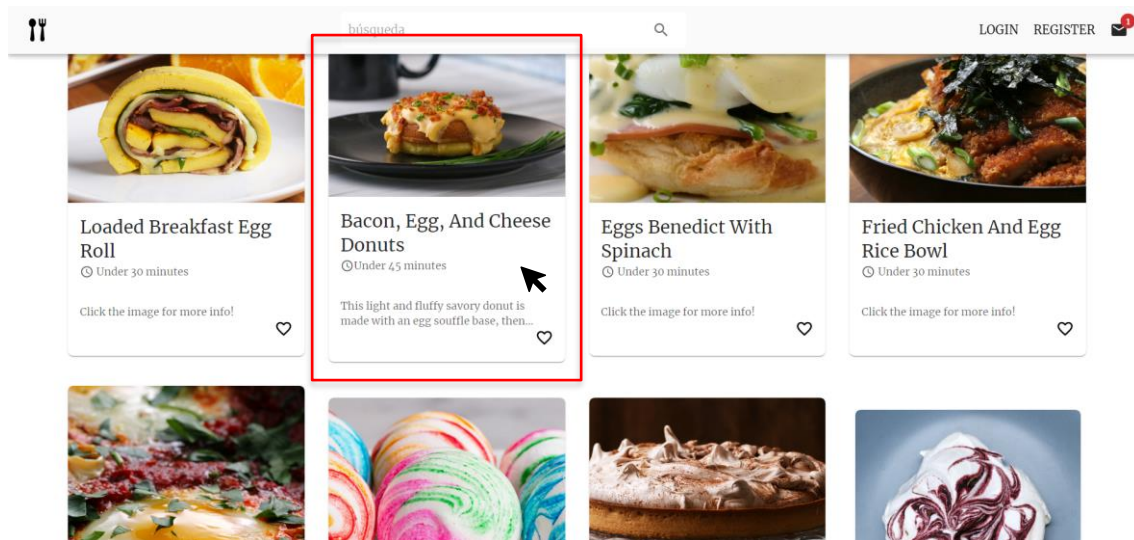 búsqueda
LOGIN REGISTER
1
Loaded Breakfast Egg
Roll
Under 30 minutes
Click the image for more info!
Bacon, Egg, And Cheese
Donuts
Under 45 minutes
This light and fluffy savory donut is
made with an egg souffle base, then...
Eggs Benedict With
Spinach
Under 30 minutes
Click the image for more info!
Fried Chicken And Egg
Rice Bowl
Under 30 minutes
Click the image for more info!